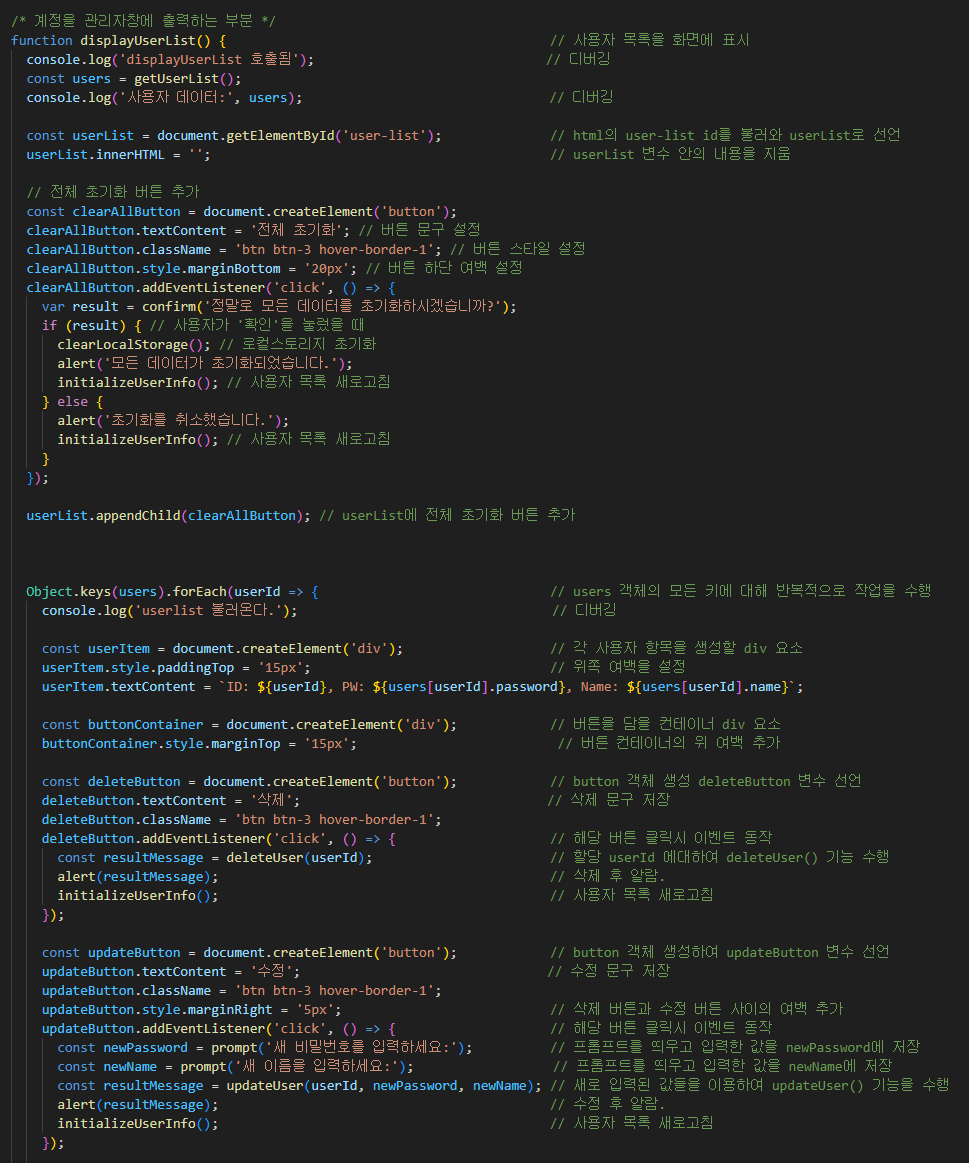 /* 계정을 관리자창에 출력하는 부분 */
function displayUserList() { // 사용자 목록을 화면에 표시
console.log('displayUserList 호출됨'); // 디버깅
const users = getUserList();
console.log('사용자 데이터:', users); // 디버깅
const userList = document.getElementById('user-list'); // html의 user-list id를 불러와 userList로 선언
userList.innerHTML = ''; // userList 변수 안의 내용을 지움
// 전체 초기화 버튼 추가
const clearAllButton = document.createElement('button');
clearAllButton.textContent = '전체 초기화'; // 버튼 문구 설정
clearAllButton.className = 'btn btn-3 hover-border-1'; // 버튼 스타일 설정
clearAllButton.style.marginBottom = '20px'; // 버튼 하단 여백 설정
clearAllButton.addEventListener('click', () => {
var result = confirm('정말로 모든 데이터를 초기화하시겠습니까?');
if (result) { // 사용자가 '확인'을 눌렀을 때
clearLocalStorage(); // 로컬스토리지 초기화
alert('모든 데이터가 초기화되었습니다.');
initializeUserInfo(); // 사용자 목록 새로고침
} else {
alert('초기화를 취소했습니다.');
initializeUserInfo(); // 사용자 목록 새로고침
}
});
userList.appendChild(clearAllButton); // userList에 전체 초기화 버튼 추가
Object.keys(users).forEach(userId => { // users 객체의 모든 키에 대해 반복적으로 작업을 수행
console.log('userlist 불러온다.'); // 디버깅
const userItem = document.createElement('div'); // 각 사용자 항목을 생성할 div 요소
userItem.style.paddingTop = '15px'; // 위쪽 여백을 설정
userItem.textContent = `ID: ${userId}, PW: ${users[userId].password}, Name: ${users[userId].name}`;
const buttonContainer = document.createElement('div'); // 버튼을 담을 컨테이너 div 요소
buttonContainer.style.marginTop = '15px'; // 버튼 컨테이너의 위 여백 추가
const deleteButton = document.createElement('button'); // button 객체 생성 deleteButton 변수 선언
deleteButton.textContent = '삭제'; // 삭제 문구 저장
deleteButton.className = 'btn btn-3 hover-border-1';
deleteButton.addEventListener('click', () => { // 해당 버튼 클릭시 이벤트 동작
const resultMessage = deleteUser(userId); // 할당 userId 에대하여 deleteUser() 기능 수행
alert(resultMessage); // 삭제 후 알람.
initializeUserInfo(); // 사용자 목록 새로고침
});
const updateButton = document.createElement('button'); // button 객체 생성하여 updateButton 변수 선언
updateButton.textContent = '수정'; // 수정 문구 저장
updateButton.className = 'btn btn-3 hover-border-1';
updateButton.style.marginRight = '5px'; // 삭제 버튼과 수정 버튼 사이의 여백 추가
updateButton.addEventListener('click', () => { // 해당 버튼 클릭시 이벤트 동작
const newPassword = prompt('새 비밀번호를 입력하세요:'); // 프롬프트를 띄우고 입력한 값을 newPassword에 저장
const newName = prompt('새 이름을 입력하세요:'); // 프롬프트를 띄우고 입력한 값을 newName에 저장
const resultMessage = updateUser(userId, newPassword, newName); // 새로 입력된 값들을 이용하여 updateUser() 기능을 수행
alert(resultMessage); // 수정 후 알람.
initializeUserInfo(); // 사용자 목록 새로고침
});